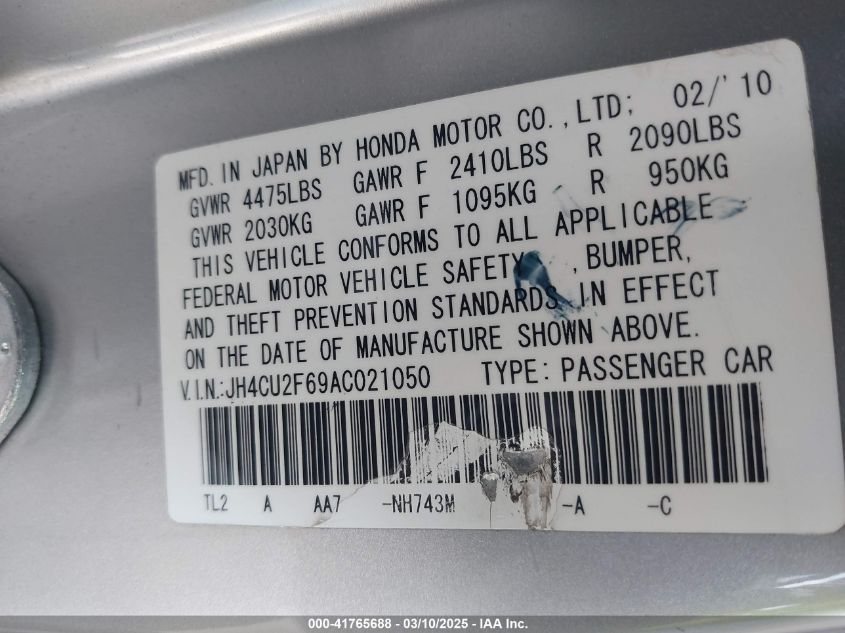 MFD. IN JAPAN BY HONDA MOTOR CO., LTD; 02/'10
GVWR 4475LBS GAWR F 2410LBS R 2090LBS
GVWR 2030KG GAWR F 1095KG R 950KG
THIS VEHICLE CONFORMS TO ALL APPLICABLE
FEDERAL MOTOR VEHICLE SAFETY, BUMPER,
AND THEFT PREVENTION STANDARDS IN EFFECT
ON THE DATE OF MANUFACTURE SHOWN ABOVE.
V.I.N.:JH4CU2F69AC021050 TYPE: PASSENGER CAR
TL2 A AA7 -NH743M -A -C
000-41765688 - 03/10/2025 - IAA Inc.